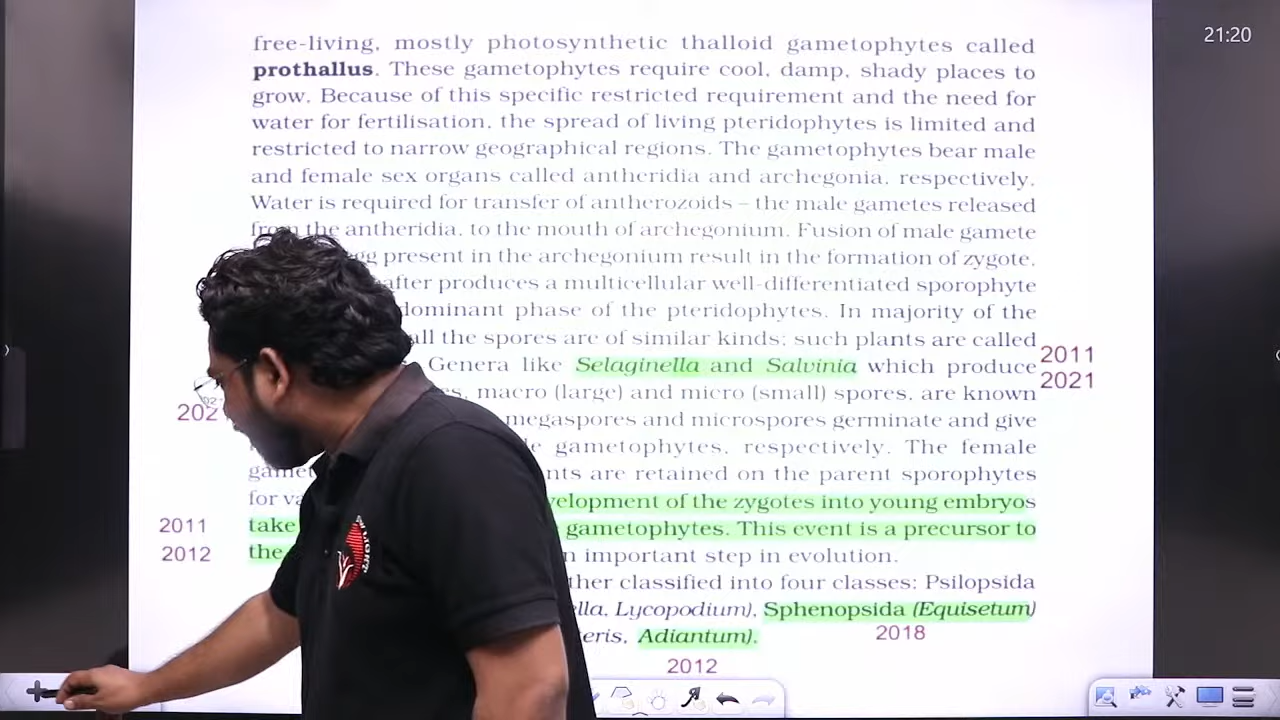 21:20
free-living, mostly photosynthetic thalloid gametophytes called
prothallus. These gametophytes require cool, damp, shady places to
grow. Because of this specific restricted requirement and the need for
water for fertilisation, the spread of living pteridophytes is limited and
restricted to narrow geographical regions. The gametophytes bear male
and female sex organs called antheridia and archegonia, respectively.
Water is required for transfer of antherozoids – the male gametes released
from the antheridia, to the mouth of archegonium. Fusion of male gamete
present in the archegonium result in the formation of zygote.
produces a multicellular well-differentiated sporophyte
dominant phase of the pteridophytes. In majority of the
all the spores are of similar kinds; such plants are called
Genera like Selaginella and Salvinia which produce
2011
2021
macro (large) and micro (small) spores, are known
megaspores and microspores germinate and give
gametophytes, respectively. The female
are retained on the parent sporophytes
for
of the zygotes into young embryos
2011
take
gametophytes. This event is a precursor to
2012
the
important step in evolution.
classified into four classes: Psilopsida
Lycopodium), Sphenopsida (Equisetum)
Adiantum).
2018
2012